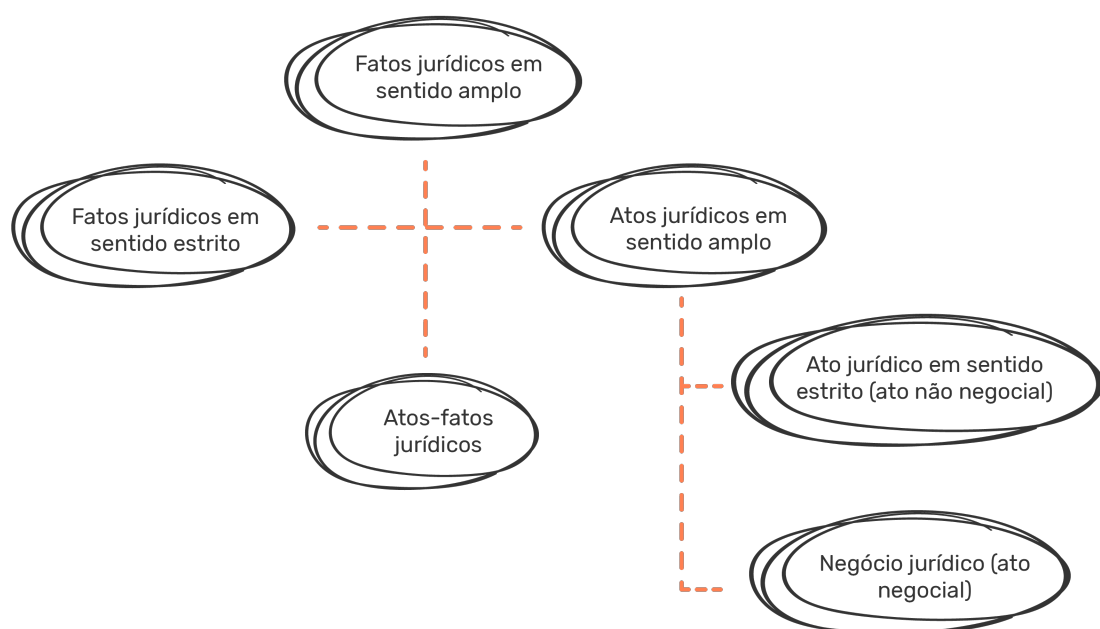 Fatos jurídicos em
sentido amplo
Fatos jurídicos em
sentido estrito
Atos jurídicos em
sentido amplo
Ato jurídico em sentido
estrito (ato não negocial)
Atos-fatos
jurídicos
Negócio jurídico (ato
negocial)